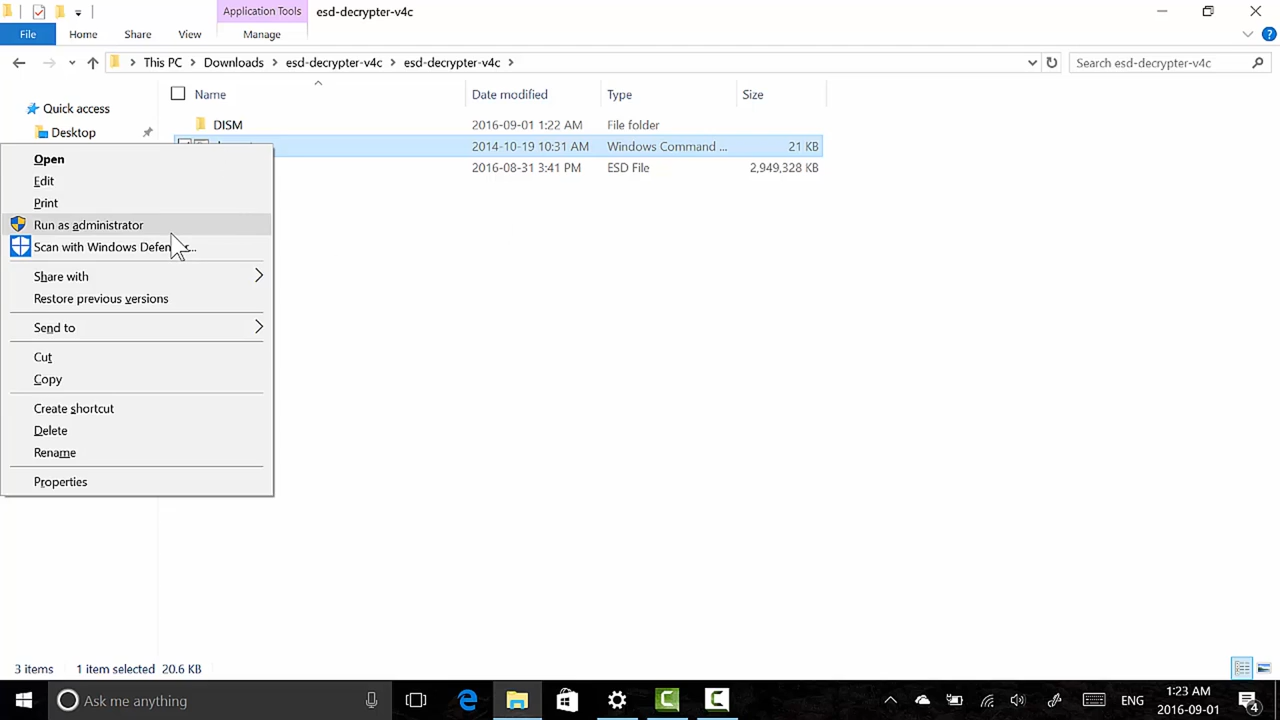 Application Tools esd-decrypter-v4c
File Home Share View Manage
This PC Downloads esd-decrypter-v4c esd-decrypter-v4c Search esd-decrypter-v4c
Name Date modified Type Size
Quick access
DISM 2016-09-01 1:22 AM File folder
Desktop
2014-10-19 10:31 AM Windows Command ... 21 KB
2016-08-31 3:41 PM ESD File 2,949,328 KB
Open
Edit
Print
Run as administrator
Scan with Windows ...
Share with
Restore previous versions
Send to
Cut
Copy
Create shortcut
Delete
Rename
Properties
3 items 1 item selected 20.6 KB
Ask me anything ENG 1:23 AM
2016-09-01
4